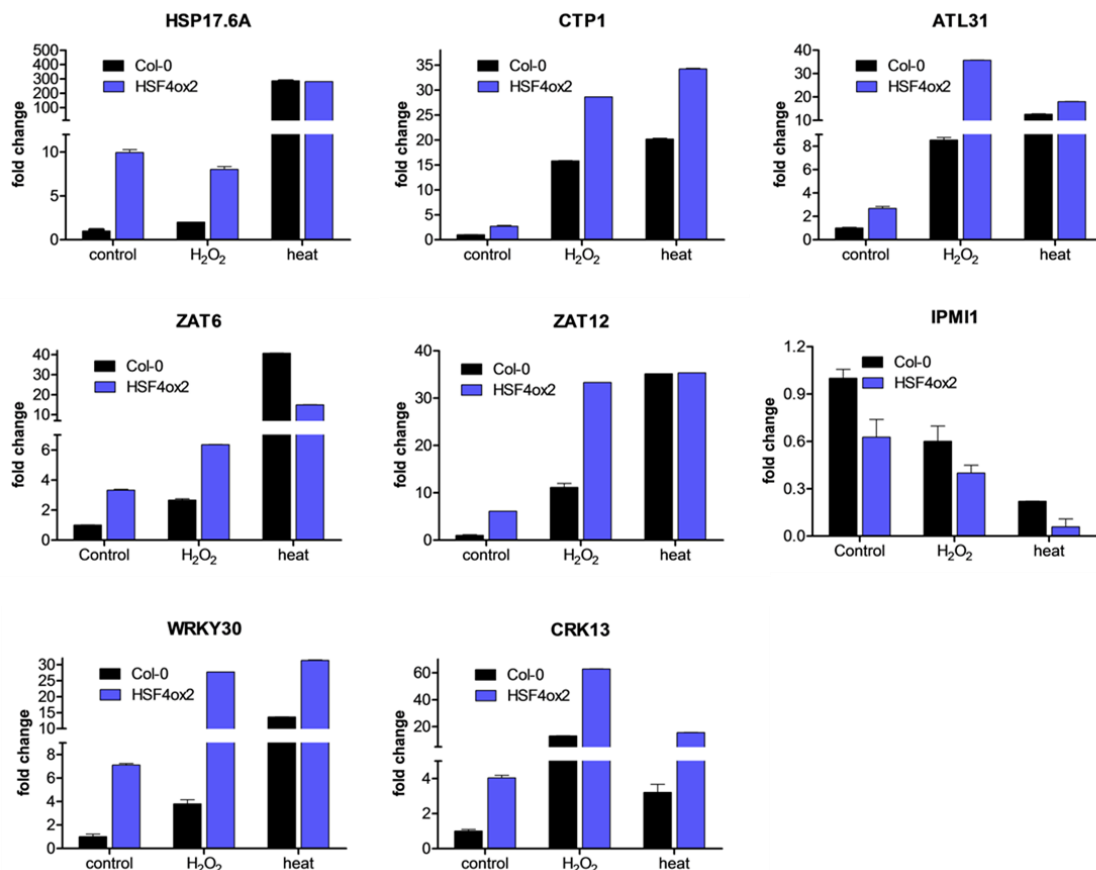 HSP17.6A
fold change
500
400
300
200
100
10
5
0
Col-0
HSF4ox2
control H₂O₂ heat
CTP1
fold change
35
30
25
20
15
10
5
0
Col-0
HSF4ox2
control H₂O₂ heat
ATL31
fold change
40
30
20
10
8
6
4
2
0
Col-0
HSF4ox2
control H₂O₂ heat
ZAT6
fold change
40
30
20
10
6
4
2
0
Col-0
HSF4ox2
Control H₂O₂ heat
ZAT12
fold change
40
30
20
10
0
Col-0
HSF4ox2
control H₂O₂ heat
IPMI1
fold change
1.2
0.9
0.6
0.3
0.0
Col-0
HSF4ox2
Control H₂O₂ heat
WRKY30
fold change
30
25
20
15
10
8
6
4
2
0
Col-0
HSF4ox2
control H₂O₂ heat
CRK13
fold change
60
40
20
4
2
0
Col-0
HSF4ox2
control H₂O₂ heat